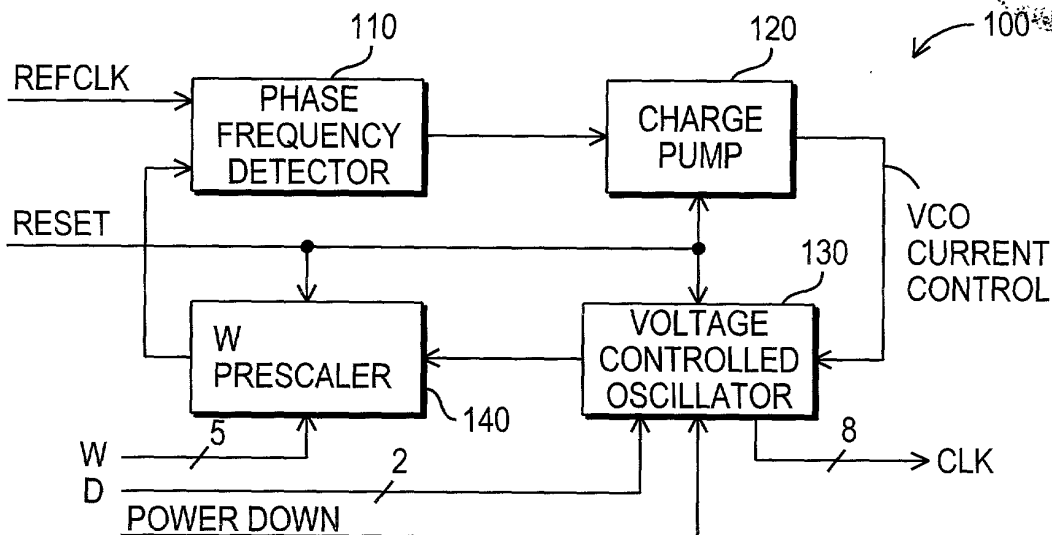 110
120
100
REFCLK
PHASE
FREQUENCY
DETECTOR
CHARGE
PUMP
RESET
VCO
CURRENT
CONTROL
130
W
PRESCALER
VOLTAGE
CONTROLLED
OSCILLATOR
140
W
5
D
2
8
CLK
POWER DOWN